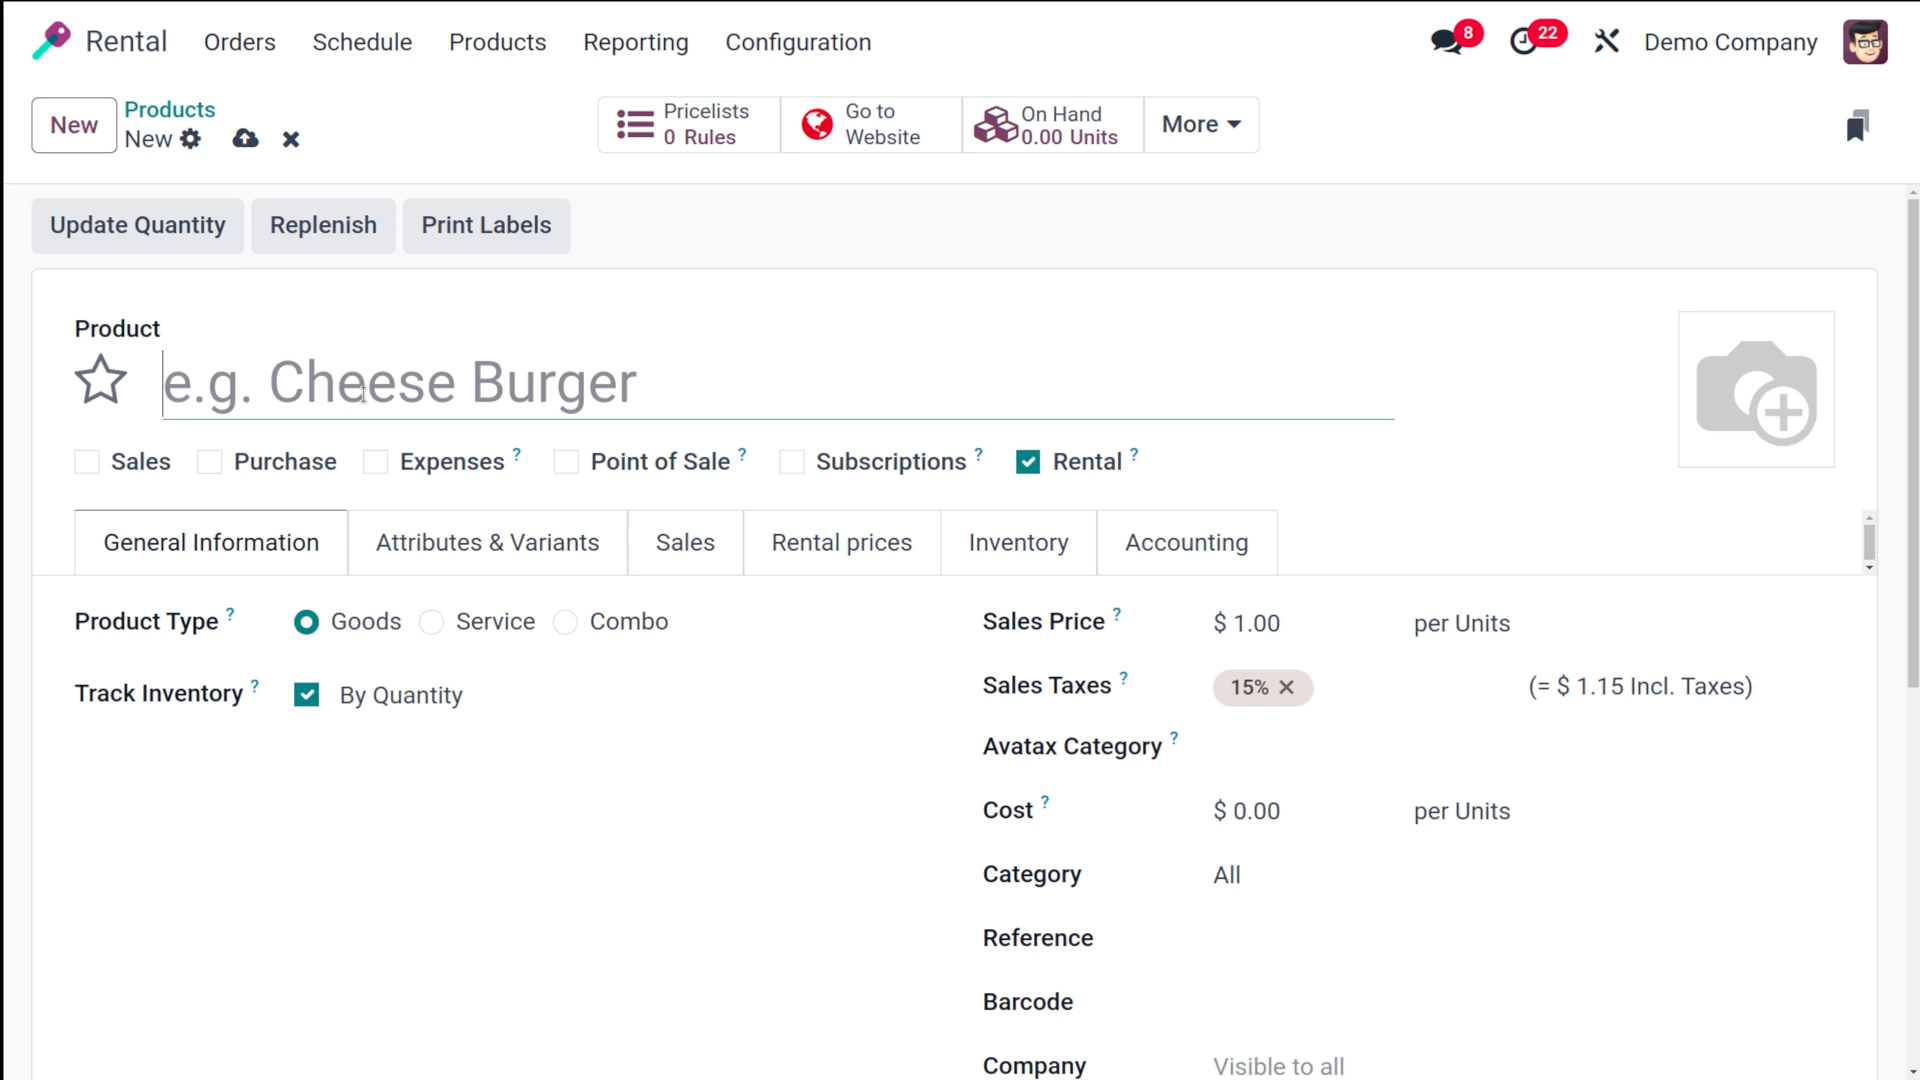 Rental Orders Schedule Products Reporting Configuration 8 22 Demo Company
New
Products
New
Pricelists
0 Rules
Go to
Website
On Hand
0.00 Units
More
Update Quantity Replenish Print Labels
Product
e.g. Cheese Burger
Sales Purchase Expenses ? Point of Sale ? Subscriptions ? Rental ?
General Information Attributes & Variants Sales Rental prices Inventory Accounting
Product Type ? Goods Service Combo
Track Inventory ? By Quantity
Sales Price ? $ 1.00 per Units
Sales Taxes ? 15% (= $ 1.15 Incl. Taxes)
Avatax Category ?
Cost ? $ 0.00 per Units
Category All
Reference
Barcode
Company Visible to all